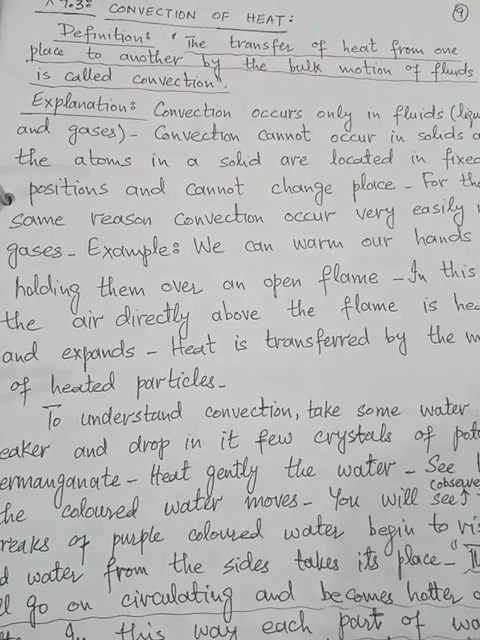 * 9.3: CONVECTION OF HEAT:
9
Definition: "The transfer of heat from one
place to another by the bulk motion of fluids
is called convection".
Explanation: Convection occurs only in fluids (liqu
and gases) - Convection cannot occur in solids a
the atoms in a solid are located in fixed
positions and cannot change place - For the
same reason convection occur very easily
gases - Example: We can warm our hands
holding them over an open flame - In this
the air directly above the flame is hea
and expands - Heat is transferred by the m
of heated particles -
To understand convection, take some water
eaker and drop in it few crystals of pota
ermanganate - Heat gently the water - See
(observe
he coloured water moves - You will see↑
reaks of purple coloured water begin to ris
d water from the sides takes its place - "
l go on circulating and becomes hotter a
In this way each part of wa